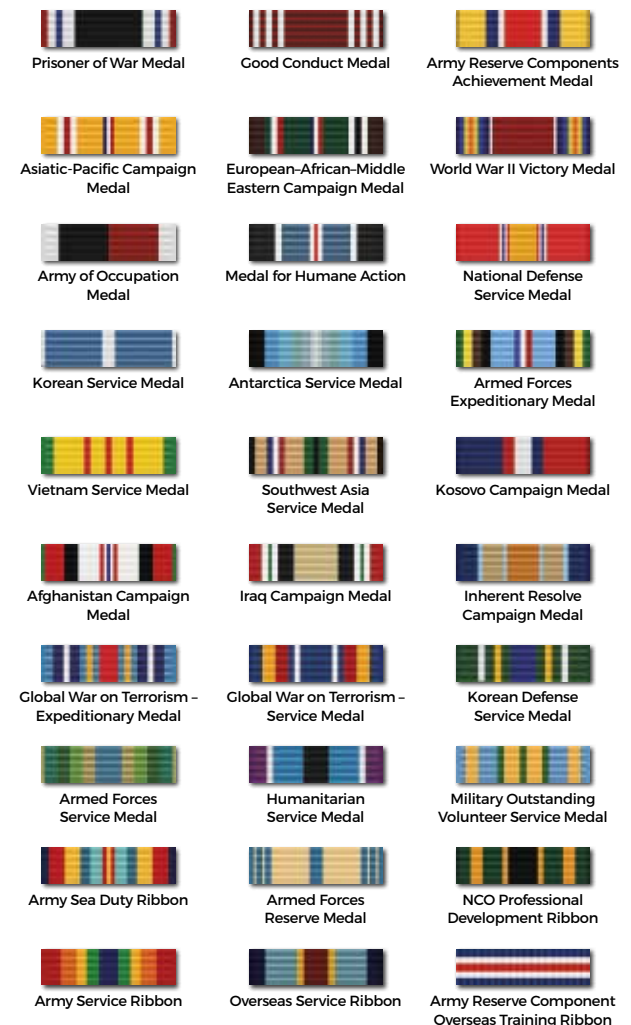 Prisoner of War Medal
Good Conduct Medal
Army Reserve Components
Achievement Medal
Asiatic-Pacific Campaign
Medal
European–African–Middle
Eastern Campaign Medal
World War II Victory Medal
Army of Occupation
Medal
Medal for Humane Action
National Defense
Service Medal
Korean Service Medal
Antarctica Service Medal
Armed Forces
Expeditionary Medal
Vietnam Service Medal
Southwest Asia
Service Medal
Kosovo Campaign Medal
Afghanistan Campaign
Medal
Iraq Campaign Medal
Inherent Resolve
Campaign Medal
Global War on Terrorism –
Expeditionary Medal
Global War on Terrorism –
Service Medal
Korean Defense
Service Medal
Armed Forces
Service Medal
Humanitarian
Service Medal
Military Outstanding
Volunteer Service Medal
Army Sea Duty Ribbon
Armed Forces
Reserve Medal
NCO Professional
Development Ribbon
Army Service Ribbon
Overseas Service Ribbon
Army Reserve Component
Overseas Training Ribbon